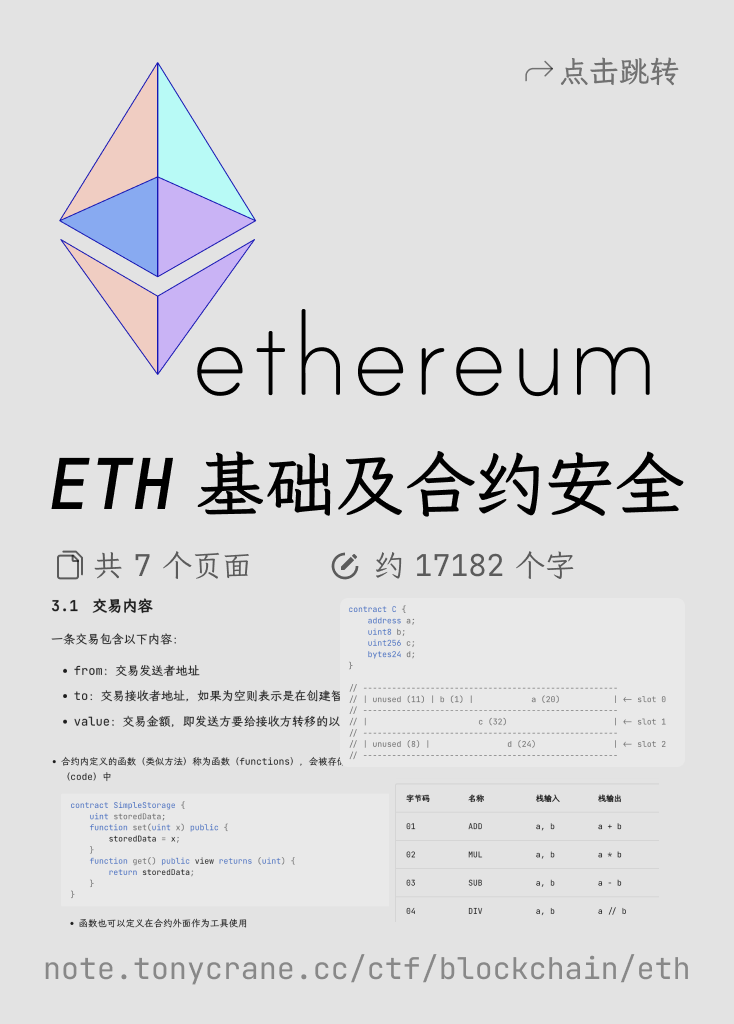 点击跳转
ethereum
ETH 基础及合约安全
共 7 个页面
约 17182 个字
3.1 交易内容
一条交易包含以下内容：
• from：交易发送者地址
• to：交易接收者地址，如果为空则表示是在创建智
• value：交易金额，即发送方要给接收方转移的以
contract C {
    address a;
    uint8 b;
    uint256 c;
    bytes24 d;
}
// ------------------------------------------------------
// | unused (11) | b (1) |            a (20)            | <- slot 0
// ------------------------------------------------------
// |                        c (32)                       | <- slot 1
// ------------------------------------------------------
// | unused (8) |                d (24)                 | <- slot 2
// ------------------------------------------------------
• 合约内定义的函数（类似方法）称为函数（functions），会被存
（code）中
contract SimpleStorage {
    uint storedData;
    function set(uint x) public {
        storedData = x;
    }
    function get() public view returns (uint) {
        return storedData;
    }
}
• 函数也可以定义在合约外面作为工具使用
字节码 名称 栈输入 栈输出
01 ADD a, b a + b
02 MUL a, b a * b
03 SUB a, b a - b
04 DIV a, b a // b
note.tonycrane.cc/ctf/blockchain/eth